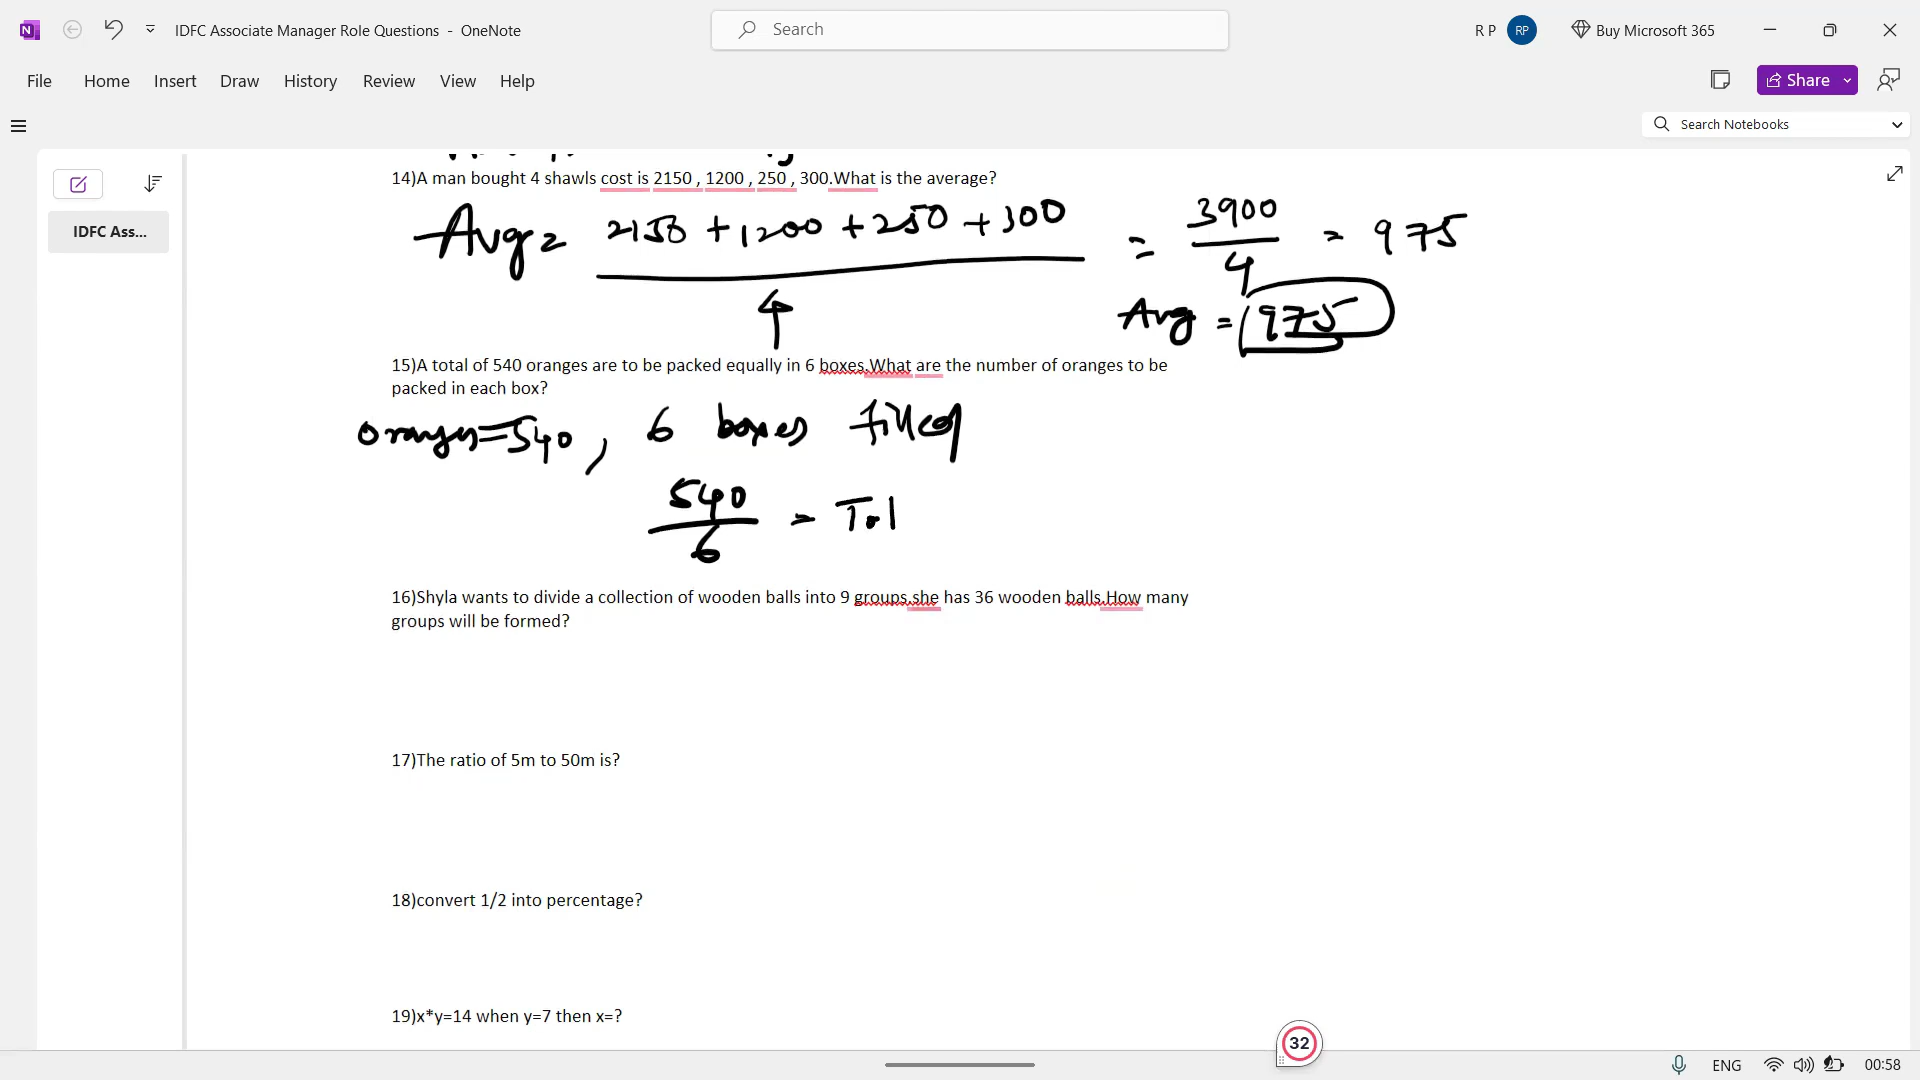 IDFC Associate Manager Role Questions - OneNote
Search
R P
RP
Buy Microsoft 365
File Home Insert Draw History Review View Help
Share
Search Notebooks
IDFC Ass...
14)A man bought 4 shawls cost is 2150 , 1200 , 250 , 300.What is the average?
Avg = 2150 + 1200 + 250 + 300 = 3900 = 975
4 4
Avg = 975
15)A total of 540 oranges are to be packed equally in 6 boxes.What are the number of oranges to be
packed in each box?
oranges = 540 , 6 boxes filled
540 =
6
16)Shyla wants to divide a collection of wooden balls into 9 groups.she has 36 wooden balls.How many
groups will be formed?
17)The ratio of 5m to 50m is?
18)convert 1/2 into percentage?
19)x*y=14 when y=7 then x=?
32
ENG
00:58